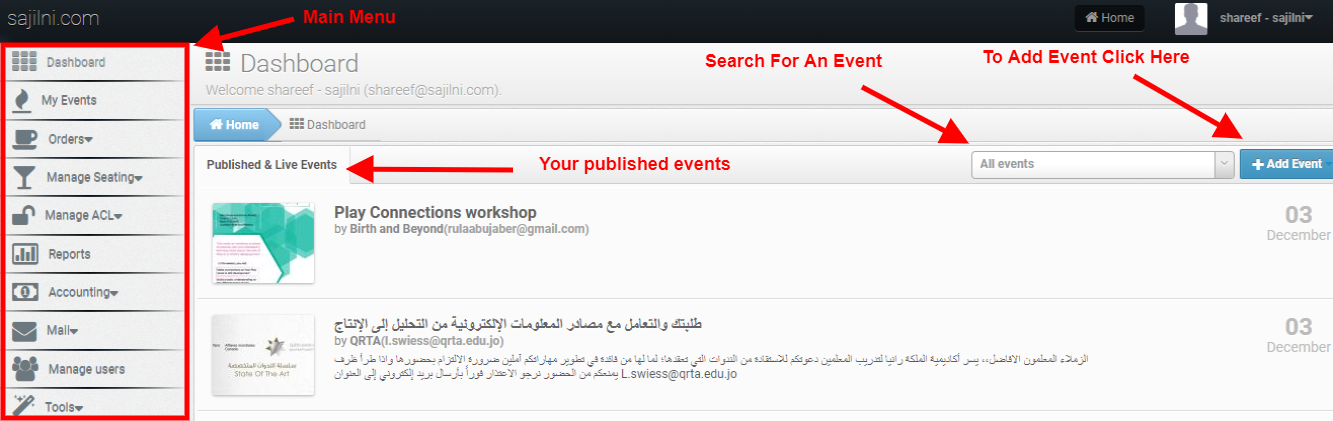 sajilni.com
Main Menu
Home
shareef - sajilni
Dashboard
My Events
Orders
Manage Seating
Manage ACL
Reports
Accounting
Mail
Manage users
Tools
Dashboard
Welcome shareef - sajilni (shareef@sajilni.com).
Search For An Event
To Add Event Click Here
Home
Dashboard
Published & Live Events
Your published events
All events
Add Event
Play Connections workshop
by Birth and Beyond(rulaabujaber@gmail.com)
03
December
طلبتك والتعامل مع مصادر المعلومات الإلكترونية من التحليل إلى الإنتاج
by QRTA(l.swiess@qrta.edu.jo)
الزملاء المعلمون الافاضل،،، يسر أكاديمية الملكة رانيا لتدريب المعلمين دعوتكم للاستفادة من الندوات التي تعقدها؛ لما لها من فائدة في تطوير مهاراتكم آملين ضرورة الالتزام بحضورها وإذا طرأ ظرف
يمنعكم من الحضور نرجو الاعتذار فوراً بأرسال بريد إلكتروني إلى العنوان L.swiess@qrta.edu.jo
03
December
سلسلة الندوات المتخصصة
State Of The Art